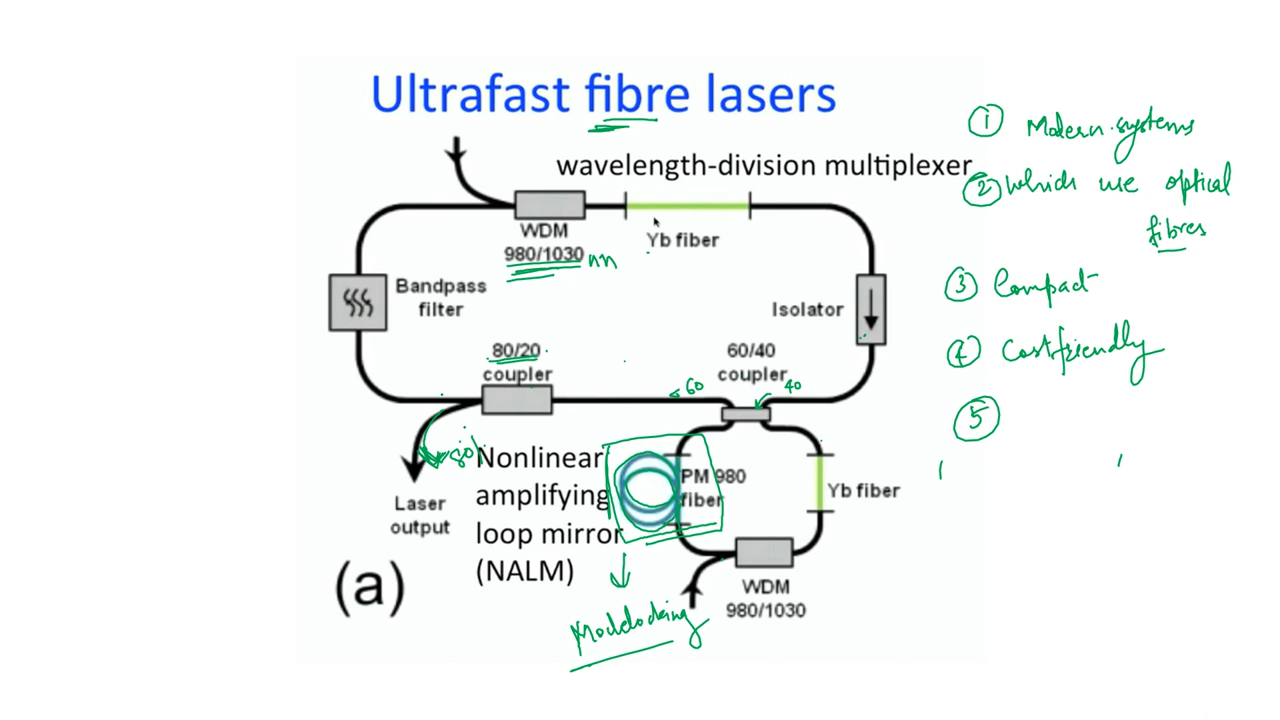 Ultrafast fibre lasers
wavelength-division multiplexer
WDM
980/1030 nm
Yb fiber
Bandpass
filter
Isolator
80/20
coupler
60/40
coupler
60
40
Laser
output
Nonlinear
amplifying
loop mirror
(NALM)
PM 980
fiber
Yb fiber
WDM
980/1030
(a)
Modelocking
① Modern systems
② which use optical
fibres
③ Compact
④ Cost friendly
⑤